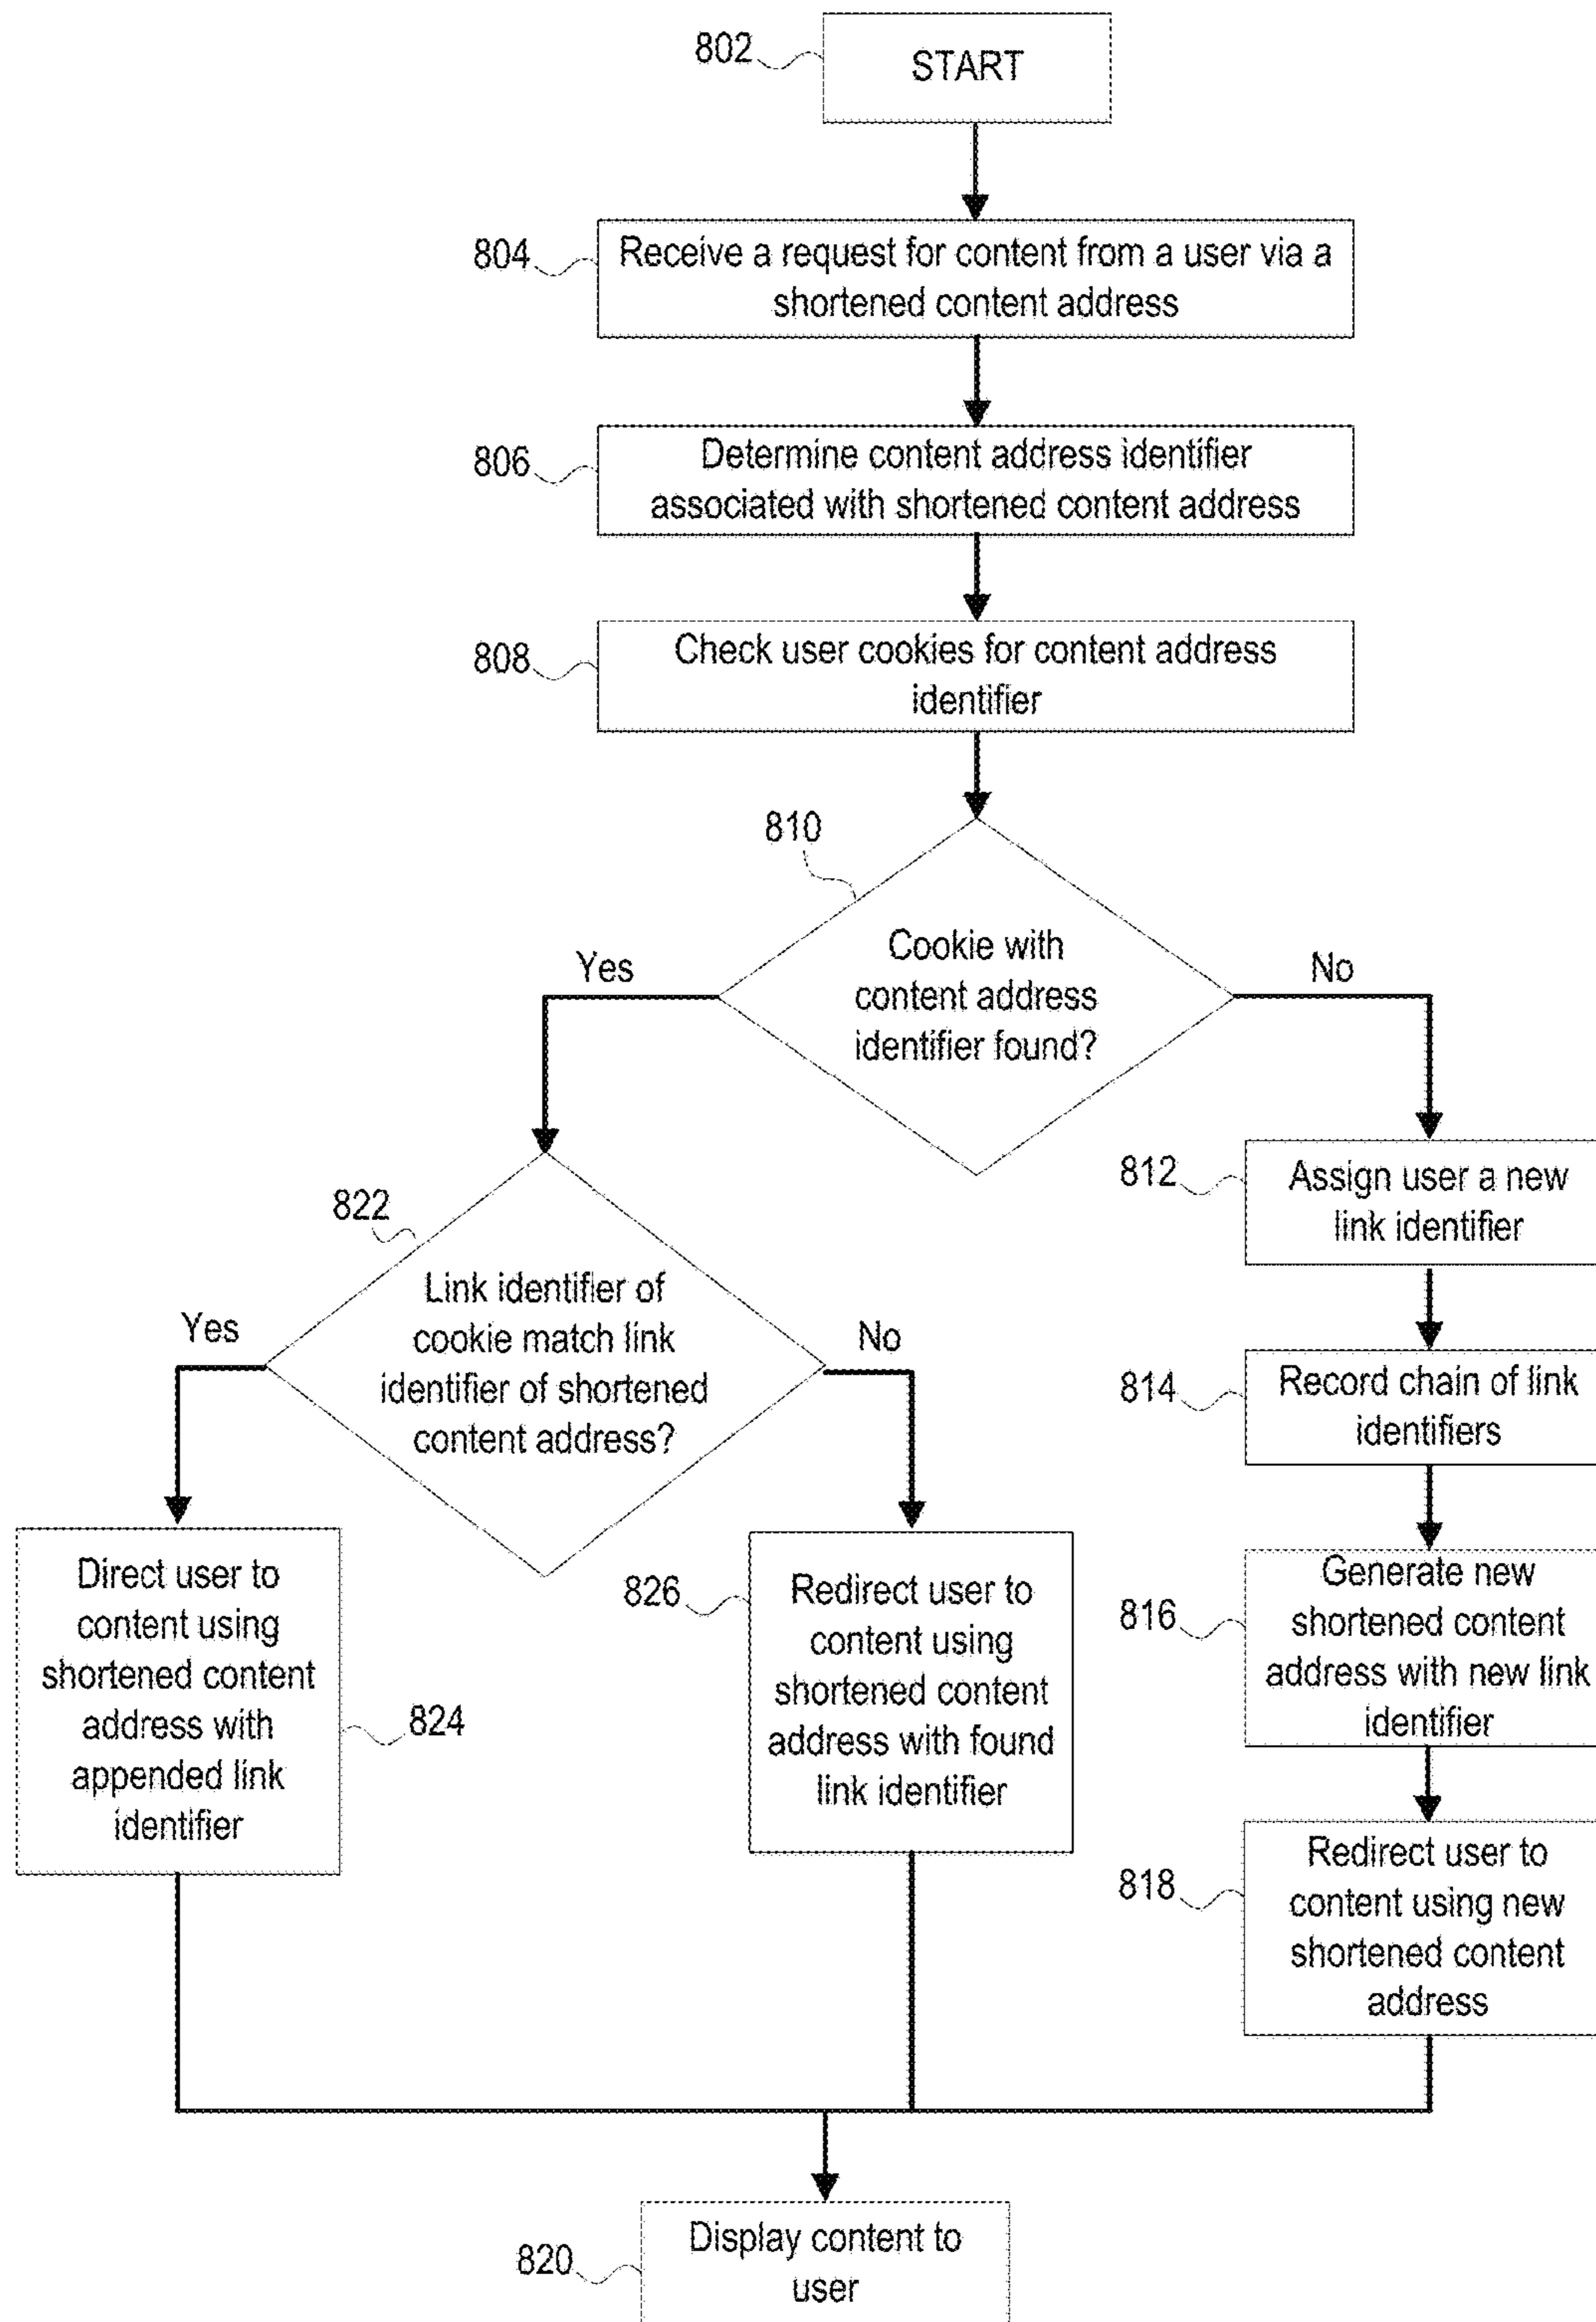 802
START
804
Receive a request for content from a user via a
shortened content address
806
Determine content address identifier
associated with shortened content address
808
Check user cookies for content address
identifier
810
Cookie with
content address
identifier found?
Yes
No
812
Assign user a new
link identifier
814
Record chain of link
identifiers
816
Generate new
shortened content
address with new link
identifier
818
Redirect user to
content using new
shortened content
address
822
Link identifier of
cookie match link
identifier of shortened
content address?
Yes
No
Direct user to
content using
shortened content
address with
appended link
identifier
824
826
Redirect user to
content using
shortened content
address with found
link identifier
820
Display content to
user